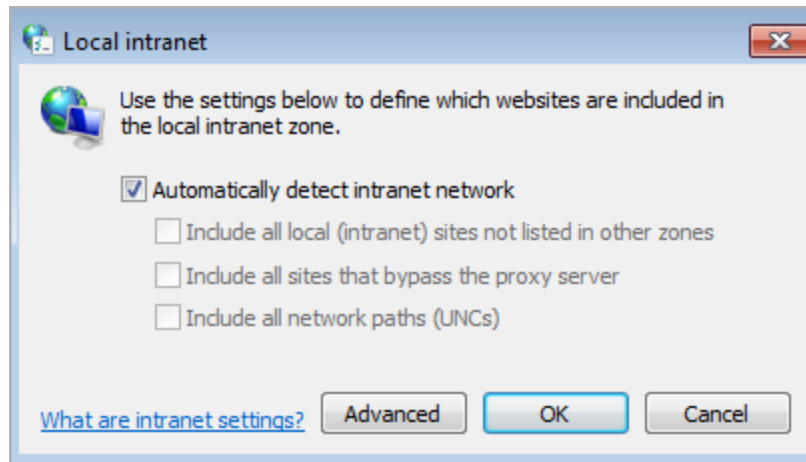 Local intranet
Use the settings below to define which websites are included in
the local intranet zone.
Automatically detect intranet network
Include all local (intranet) sites not listed in other zones
Include all sites that bypass the proxy server
Include all network paths (UNCs)
What are intranet settings? Advanced OK Cancel